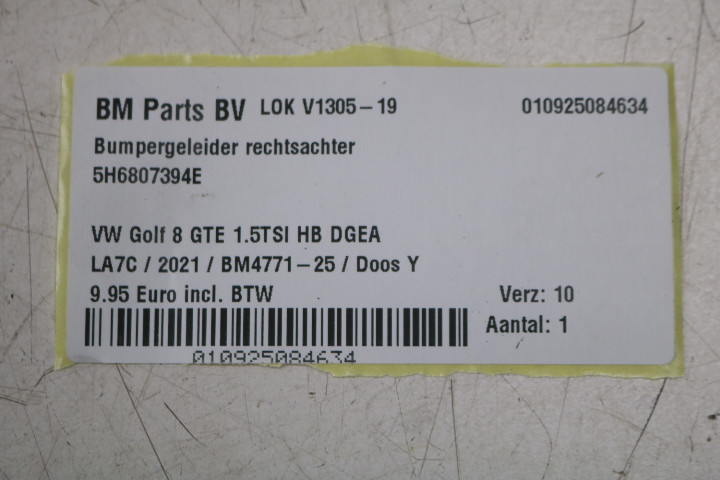 BM Parts BV LOK V1305-19 010925084634
Bumpergeleider rechtsachter
5H6807394E
VW Golf 8 GTE 1.5TSI HB DGEA
LA7C / 2021 / BM4771-25 / Doos Y
9.95 Euro incl. BTW Verz: 10
Aantal: 1
010925084634